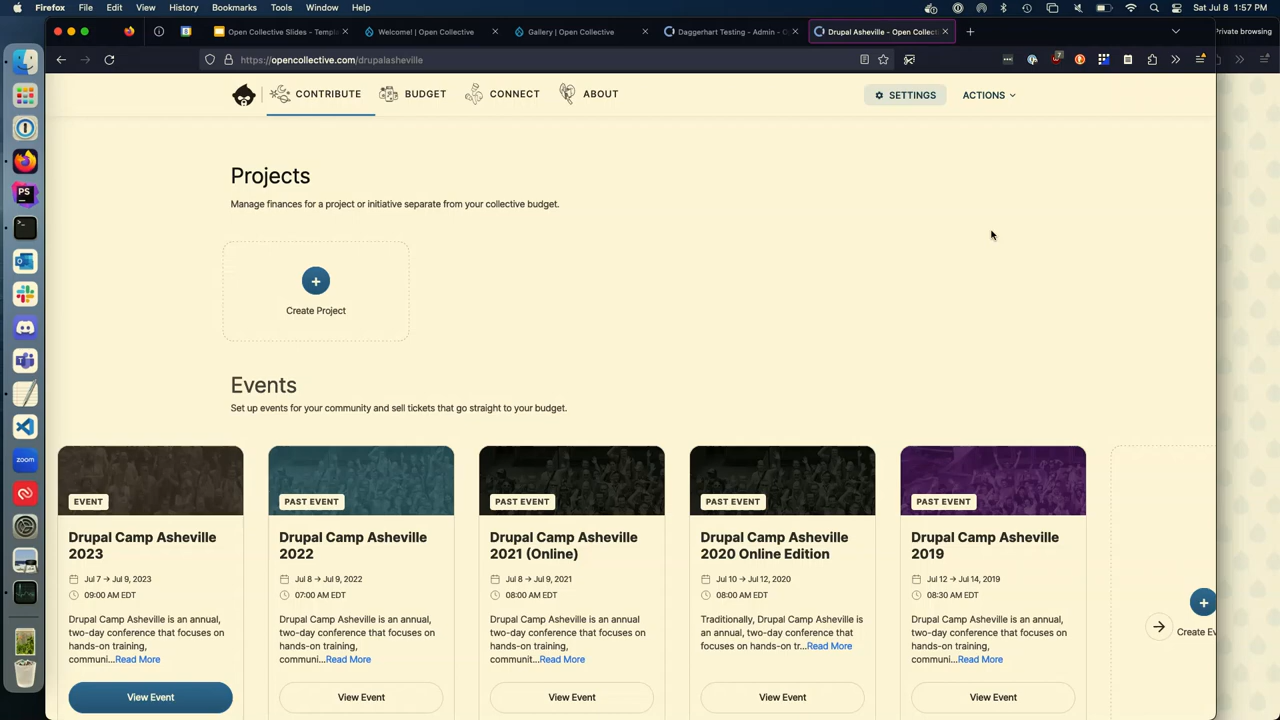 Firefox File Edit View History Bookmarks Tools Window Help
Sat Jul 8 1:57 PM
Open Collective Slides - Templa
Welcome! | Open Collective
Gallery | Open Collective
Daggerhart Testing - Admin - O
Drupal Asheville - Open Collect
Private browsing
https://opencollective.com/drupalasheville
7
CONTRIBUTE
BUDGET
CONNECT
ABOUT
SETTINGS
ACTIONS
PS
zoom
Projects
Manage finances for a project or initiative separate from your collective budget.
Create Project
Events
Set up events for your community and sell tickets that go straight to your budget.
EVENT
Drupal Camp Asheville
2023
Jul 7 → Jul 9, 2023
09:00 AM EDT
Drupal Camp Asheville is an annual,
two-day conference that focuses on
hands-on training,
communi...Read More
View Event
PAST EVENT
Drupal Camp Asheville
2022
Jul 8 → Jul 9, 2022
07:00 AM EDT
Drupal Camp Asheville is an annual,
two-day conference that focuses on
hands-on training,
communi...Read More
View Event
PAST EVENT
Drupal Camp Asheville
2021 (Online)
Jul 8 → Jul 9, 2021
08:00 AM EDT
Drupal Camp Asheville is an annual,
two-day conference that focuses on
hands-on training,
communit...Read More
View Event
PAST EVENT
Drupal Camp Asheville
2020 Online Edition
Jul 10 → Jul 12, 2020
08:00 AM EDT
Traditionally, Drupal Camp Asheville is
an annual, two-day conference that
focuses on hands-on tr...Read More
View Event
PAST EVENT
Drupal Camp Asheville
2019
Jul 12 → Jul 14, 2019
08:30 AM EDT
Drupal Camp Asheville is an annual,
two-day conference that focuses on
hands-on training,
communi...Read More
View Event
Create Ev